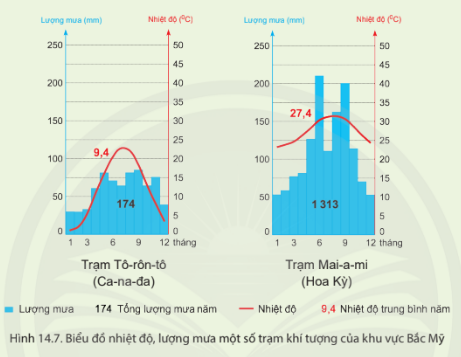 Lượng mưa (mm) Nhiệt độ (⁰C) Lượng mưa (mm) Nhiệt độ (⁰C)
250 50 250 50
45 45
200 40 200 40
35 35
150 30 150 30
27,4
25 25
9,4
100 20 100 20
15 15
50 10 50 10
174 1 313
5 5
0 0 0 0
1 3 6 9 12 tháng 1 3 6 9 12 tháng
Trạm Tô-rôn-tô Trạm Mai-a-mi
(Ca-na-đa) (Hoa Kỳ)
Lượng mưa 174 Tổng lượng mưa năm Nhiệt độ 9,4 Nhiệt độ trung bình năm
Hình 14.7. Biểu đồ nhiệt độ, lượng mưa một số trạm khí tượng của khu vực Bắc Mỹ